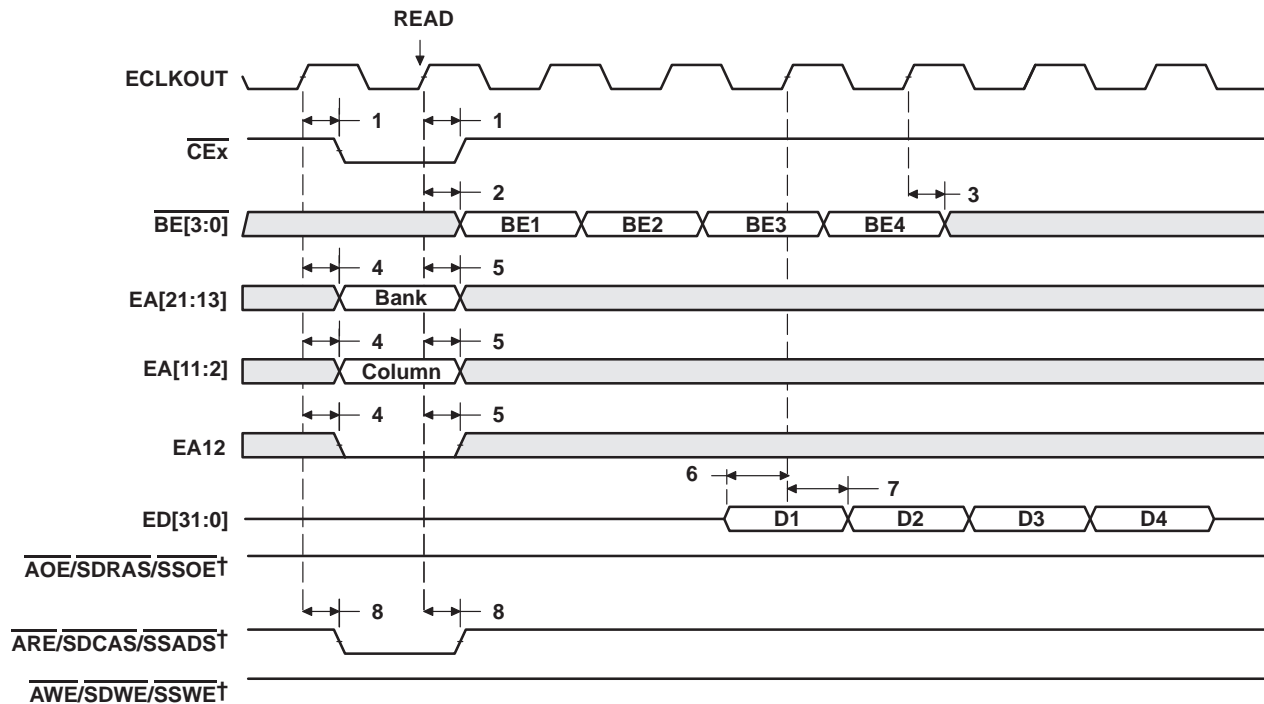 READ
ECLKOUT
1 1
CEx
2 3
BE[3:0] BE1 BE2 BE3 BE4
4 5
EA[21:13] Bank
4 5
EA[11:2] Column
4 5
EA12
6 7
ED[31:0] D1 D2 D3 D4
AOE/SDRAS/SSOE†
8 8
ARE/SDCAS/SSADS†
AWE/SDWE/SSWE†